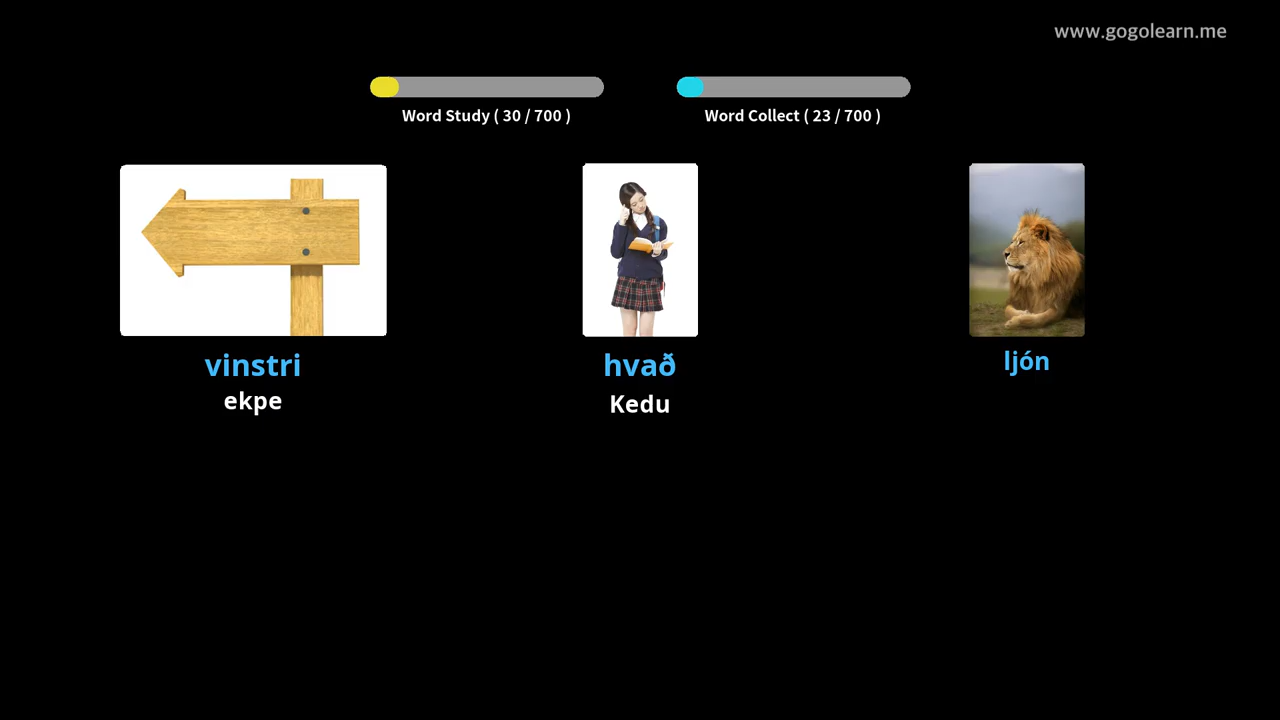 www.gogolearn.me
Word Study ( 30 / 700 )
Word Collect ( 23 / 700 )
vinstri
hvað
ljón
ekpe
Kedu